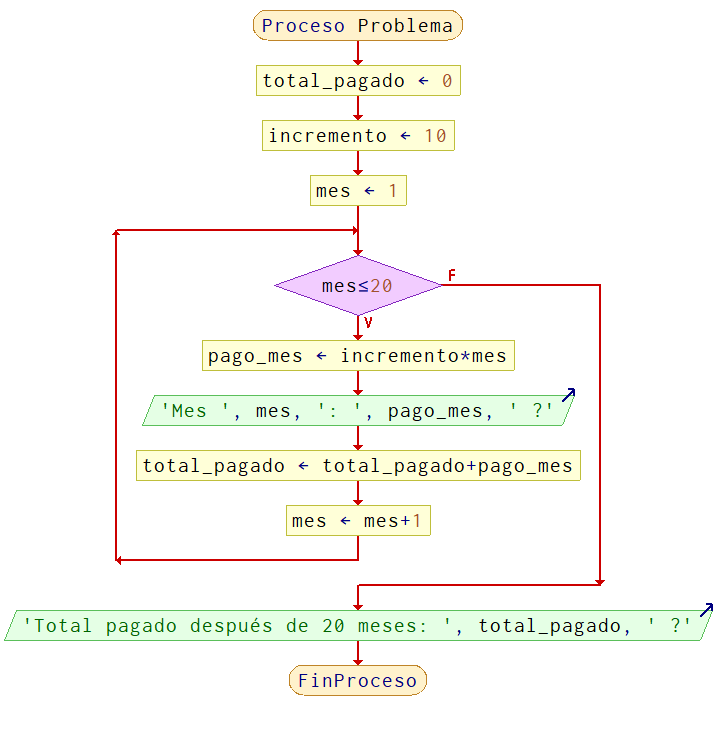 Proceso Problema
total_pagado ← 0
incremento ← 10
mes ← 1
mes≤20
F
V
pago_mes ← incremento*mes
'Mes ', mes, ': ', pago_mes, ' ?'
total_pagado ← total_pagado+pago_mes
mes ← mes+1
'Total pagado después de 20 meses: ', total_pagado, ' ?'
FinProceso